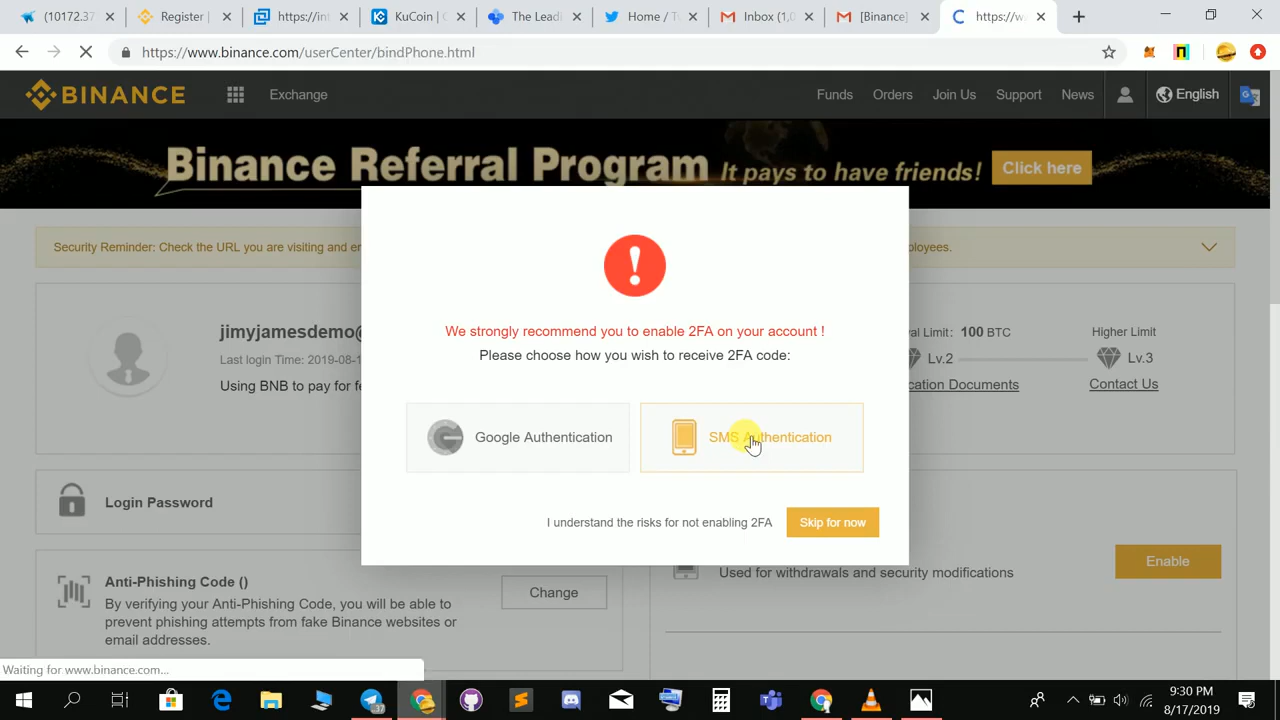 (10172.37
Register |
https://int
KuCoin | C
The Leadi
Home / T
Inbox (1,0
[Binance]
https://w
https://www.binance.com/userCenter/bindPhone.html
BINANCE
Exchange
Funds
Orders
Join Us
Support
News
English
Binance Referral Program It pays to have friends! Click here
Security Reminder: Check the URL you are visiting and en
ployees.
jimyjamesdemo@
Last login Time: 2019-08-1
Using BNB to pay for fe
al Limit: 100 BTC
Higher Limit
Lv.2
Lv.3
cation Documents
Contact Us
We strongly recommend you to enable 2FA on your account !
Please choose how you wish to receive 2FA code:
Google Authentication
SMS Authentication
I understand the risks for not enabling 2FA
Skip for now
Login Password
Anti-Phishing Code ()
By verifying your Anti-Phishing Code, you will be able to
prevent phishing attempts from fake Binance websites or
email addresses.
Change
Used for withdrawals and security modifications
Enable
Waiting for www.binance.com...
37
9:30 PM
8/17/2019